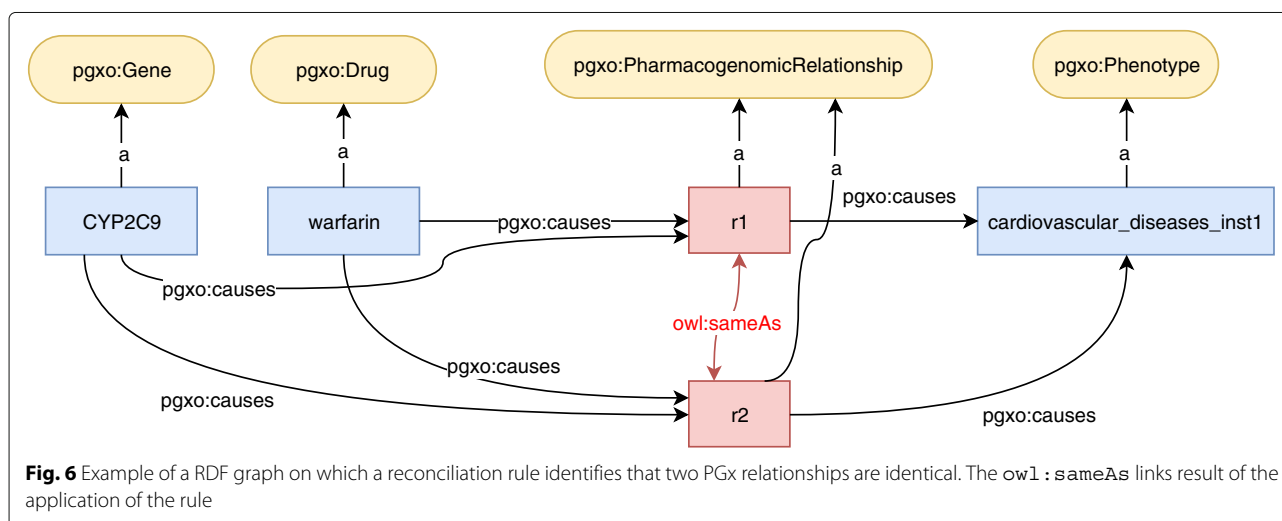 pgxo:Gene
pgxo:Drug
pgxo:PharmacogenomicRelationship
pgxo:Phenotype
a
a
a
a
a
CYP2C9
warfarin
pgxo:causes
r1
pgxo:causes
cardiovascular_diseases_inst1
pgxo:causes
owl:sameAs
pgxo:causes
pgxo:causes
r2
pgxo:causes
Fig. 6 Example of a RDF graph on which a reconciliation rule identifies that two PGx relationships are identical. The owl:sameAs links result of the
application of the rule